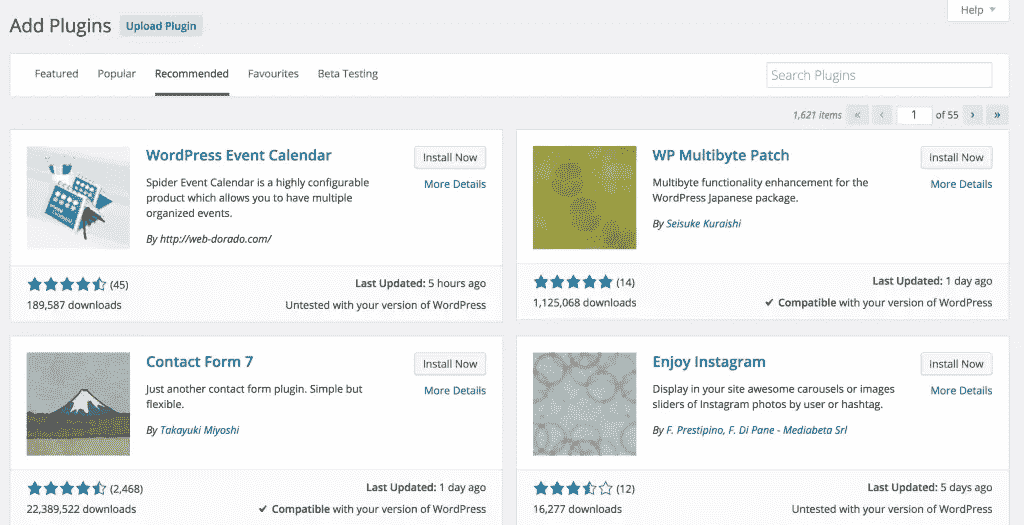 Help
Add Plugins Upload Plugin
Featured Popular Recommended Favourites Beta Testing Search Plugins
1,621 items « ‹ 1 of 55 › »
WordPress Event Calendar
Install Now
Spider Event Calendar is a highly configurable
product which allows you to have multiple
organized events.
More Details
By http://web-dorado.com/
(45)
Last Updated: 5 hours ago
189,587 downloads
Untested with your version of WordPress
WP Multibyte Patch
Install Now
Multibyte functionality enhancement for the
WordPress Japanese package.
More Details
By Seisuke Kuraishi
(14)
Last Updated: 1 day ago
1,125,068 downloads
✔ Compatible with your version of WordPress
Contact Form 7
Install Now
Just another contact form plugin. Simple but
flexible.
More Details
By Takayuki Miyoshi
(2,468)
Last Updated: 1 day ago
22,389,522 downloads
✔ Compatible with your version of WordPress
Enjoy Instagram
Install Now
Display in your site awesome carousels or images
sliders of Instagram photos by user or hashtag.
More Details
By F. Prestipino, F. Di Pane - Mediabeta Srl
(12)
Last Updated: 5 days ago
16,277 downloads
Untested with your version of WordPress